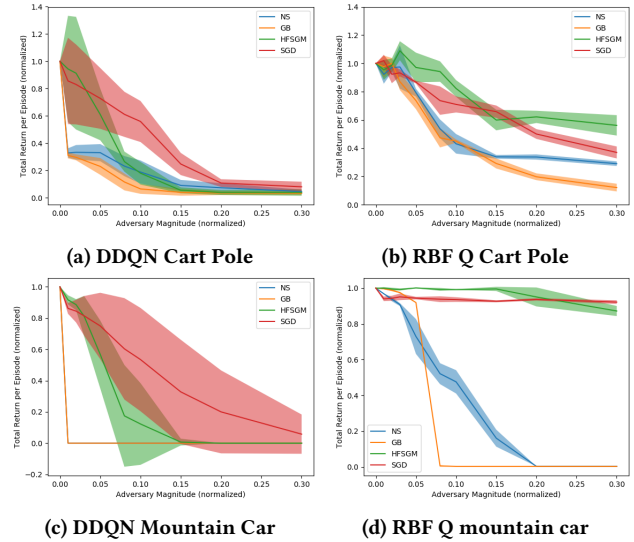 Total Return per Episode (normalized)
1.4
1.2
1.0
0.8
0.6
0.4
0.2
0.0
NS
GB
HFSGM
SGD
0.00 0.05 0.10 0.15 0.20 0.25 0.30
Adversary Magnitude (normalized)
(a) DDQN Cart Pole
Total Return per Episode (normalized)
1.4
1.2
1.0
0.8
0.6
0.4
0.2
0.0
NS
GB
HFSGM
SGD
0.00 0.05 0.10 0.15 0.20 0.25 0.30
Adversary Magnitude (normalized)
(b) RBF Q Cart Pole
Total Return per Episode (normalized)
1.0
0.8
0.6
0.4
0.2
0.0
−0.2
NS
GB
HFSGM
SGD
0.00 0.05 0.10 0.15 0.20 0.25 0.30
Adversary Magnitude (normalized)
(c) DDQN Mountain Car
Total Return per Episode (normalized)
1.0
0.8
0.6
0.4
0.2
0.0
NS
GB
HFSGM
SGD
0.00 0.05 0.10 0.15 0.20 0.25 0.30
Adversary Magnitude (normalized)
(d) RBF Q mountain car